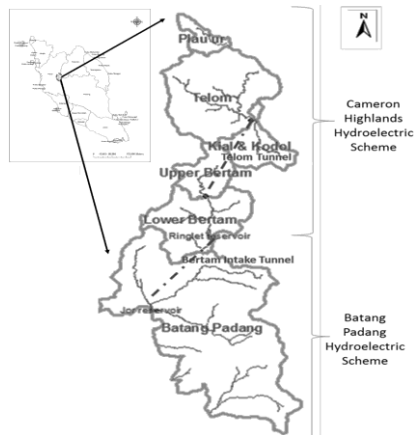 N
Plau'ur
Telom
Kial & Kodol
Telom Tunnel
Upper Bertam
Lower Bertam
Ringlet reservoir
Bertam Intake Tunnel
Jor reservoir
Batang Padang
Cameron
Highlands
Hydroelectric
Scheme
Batang
Padang
Hydroelectric
Scheme